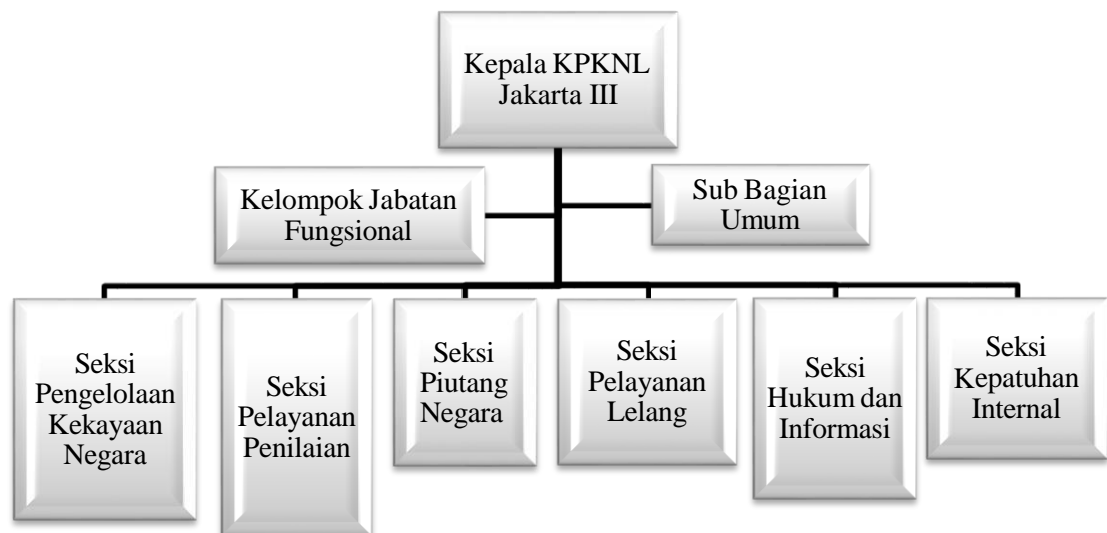 Kepala KPKNL
Jakarta III
Kelompok Jabatan
Fungsional
Sub Bagian
Umum
Seksi
Pengelolaan
Kekayaan
Negara
Seksi
Pelayanan
Penilaian
Seksi
Piutang
Negara
Seksi
Pelayanan
Lelang
Seksi
Hukum dan
Informasi
Seksi
Kepatuhan
Internal